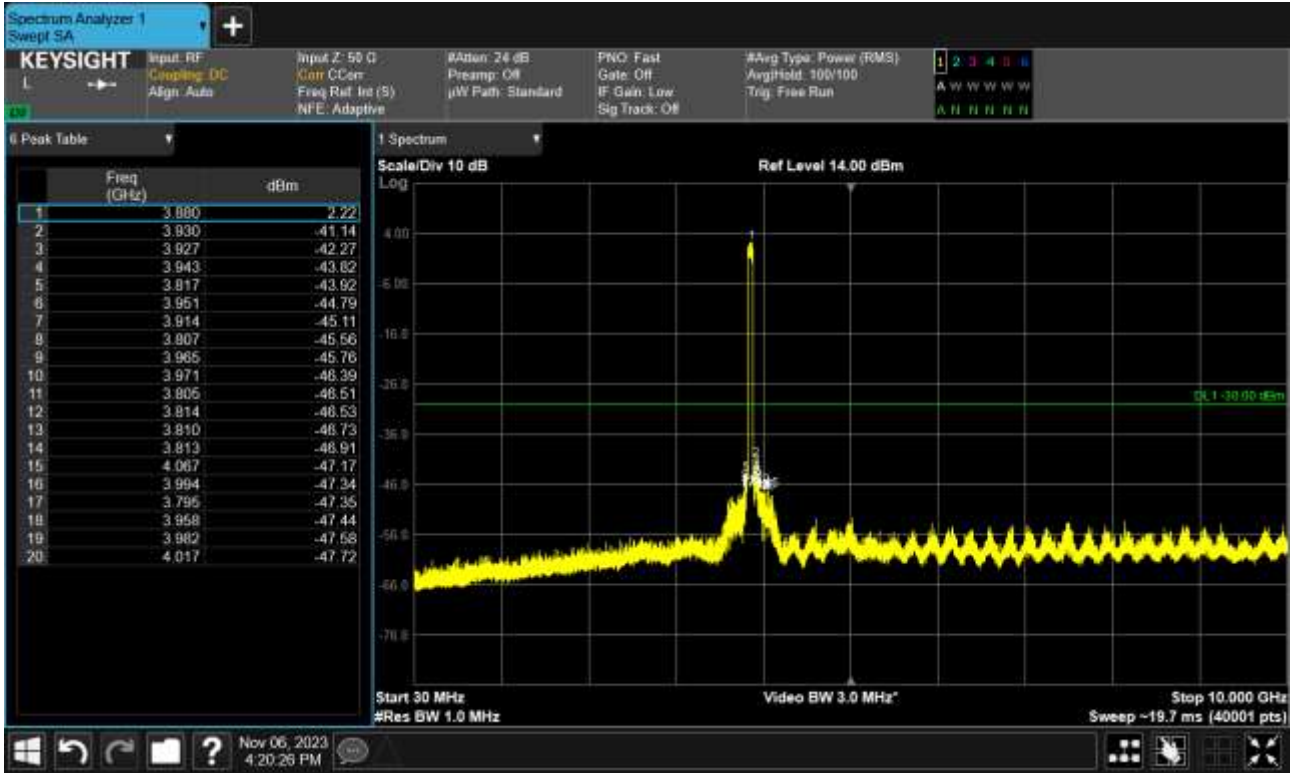 Spectrum Analyzer 1
Swept SA
+
KEYSIGHT
L
Input: RF
Coupling: DC
Align: Auto
Input Z: 50 Ω
Corr CCorr
Freq Ref: Int (S)
NFE: Adaptive
#Atten: 24 dB
Preamp: Off
µW Path: Standard
PNO: Fast
Gate: Off
IF Gain: Low
Sig Track: Off
#Avg Type: Power (RMS)
Avg|Hold: 100/100
Trig: Free Run
1 2 3 4 5 6
A W W W W W
A N N N N N
6 Peak Table
Freq (GHz) dBm
1 3.880 2.22
2 3.930 -41.14
3 3.927 -42.27
4 3.943 -43.82
5 3.817 -43.92
6 3.951 -44.79
7 3.914 -45.11
8 3.807 -45.56
9 3.965 -45.76
10 3.971 -46.39
11 3.805 -46.51
12 3.814 -46.53
13 3.810 -46.73
14 3.813 -46.91
15 4.067 -47.17
16 3.994 -47.34
17 3.795 -47.35
18 3.958 -47.44
19 3.982 -47.58
20 4.017 -47.72
1 Spectrum
Scale/Div 10 dB
Ref Level 14.00 dBm
Log
4.00
-6.00
-16.0
-26.0
-36.0
-46.0
-56.0
-66.0
-76.0
1
DL1 -30.00 dBm
Start 30 MHz
Video BW 3.0 MHz*
Stop 10.000 GHz
#Res BW 1.0 MHz
Sweep ~19.7 ms (40001 pts)
?
Nov 06, 2023
4:20:26 PM